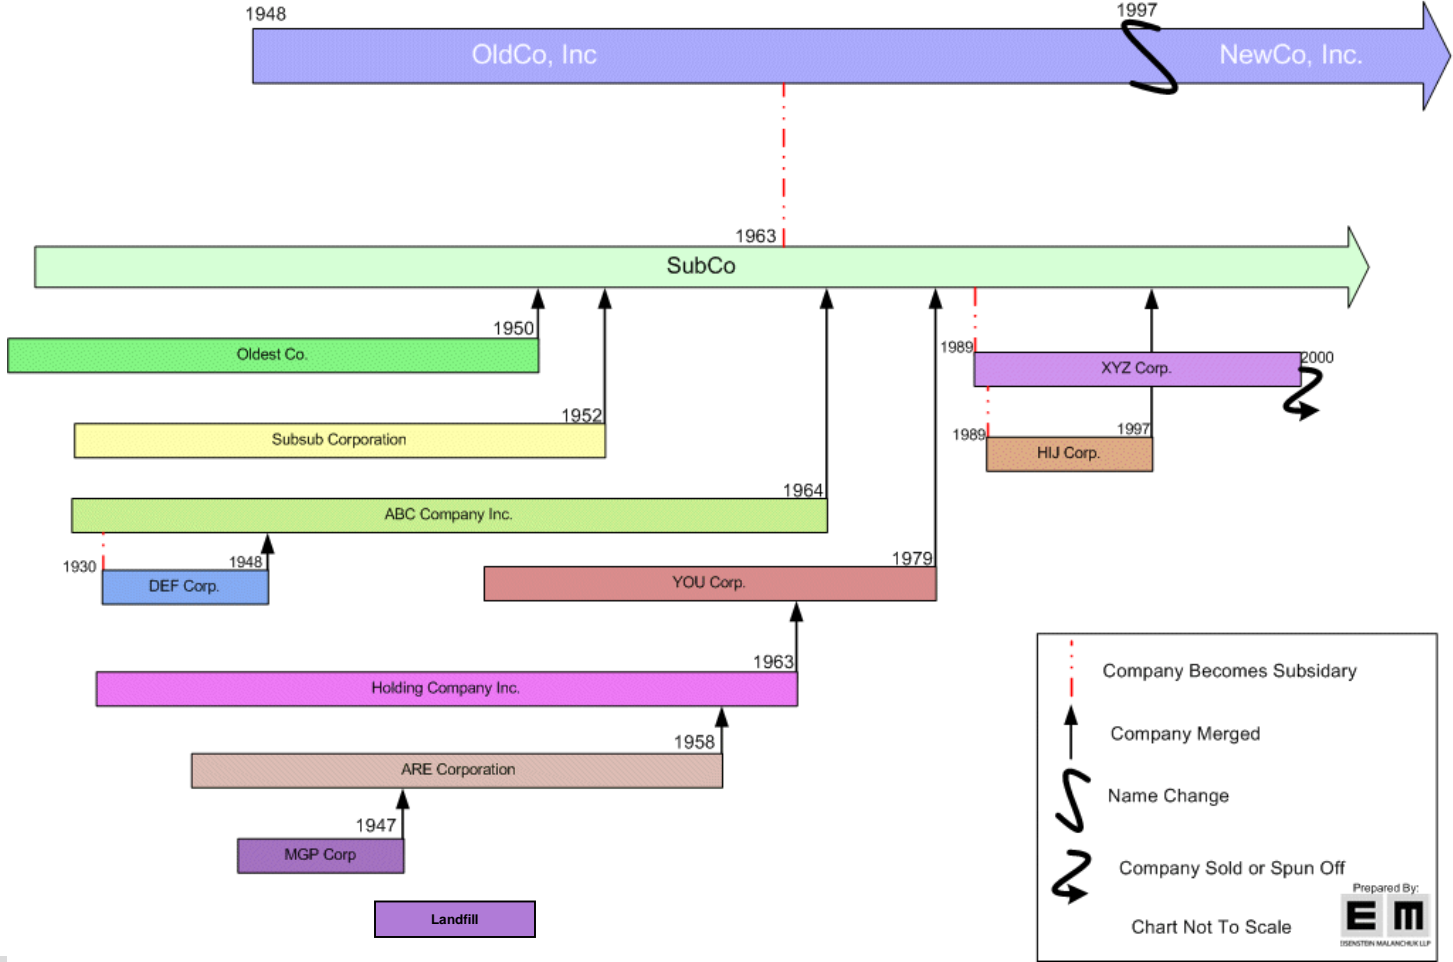 1948
1997
OldCo, Inc
NewCo, Inc.
1963
SubCo
1950
Oldest Co.
1989
XYZ Corp.
2000
1952
Subsub Corporation
1989
1997
HIJ Corp.
1964
ABC Company Inc.
1930
1948
DEF Corp.
1979
YOU Corp.
1963
Holding Company Inc.
1958
ARE Corporation
1947
MGP Corp
Landfill
Company Becomes Subsidary
Company Merged
Name Change
Company Sold or Spun Off
Chart Not To Scale
Prepared By:
EM
EISENSTEIN MALANCHUK LLP